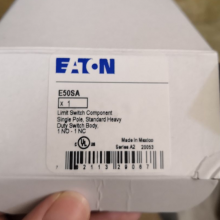 EATON
E50SA
x 1
Limit Switch Component
Single Pole, Standard Heavy
Duty Switch Body,
1 NO - 1 NC
UL
Made in Mexico
Series A2